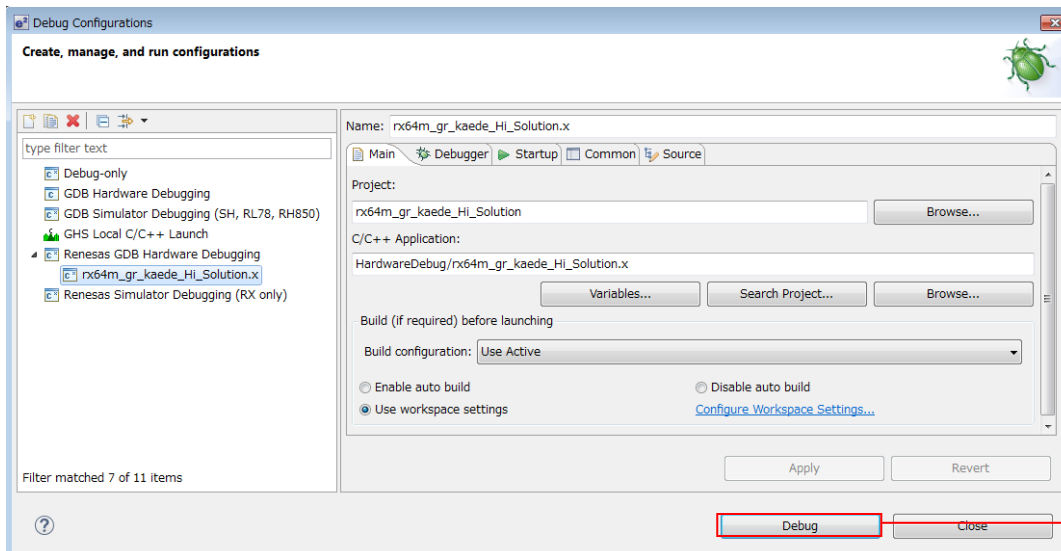 e² Debug Configurations
Create, manage, and run configurations
type filter text
Debug-only
GDB Hardware Debugging
GDB Simulator Debugging (SH, RL78, RH850)
GHS Local C/C++ Launch
Renesas GDB Hardware Debugging
rx64m_gr_kaede_Hi_Solution.x
Renesas Simulator Debugging (RX only)
Filter matched 7 of 11 items
Name: rx64m_gr_kaede_Hi_Solution.x
Main Debugger Startup Common Source
Project:
rx64m_gr_kaede_Hi_Solution Browse...
C/C++ Application:
HardwareDebug/rx64m_gr_kaede_Hi_Solution.x
Variables... Search Project... Browse...
Build (if required) before launching
Build configuration: Use Active
Enable auto build Disable auto build
Use workspace settings Configure Workspace Settings...
Apply Revert
? Debug Close